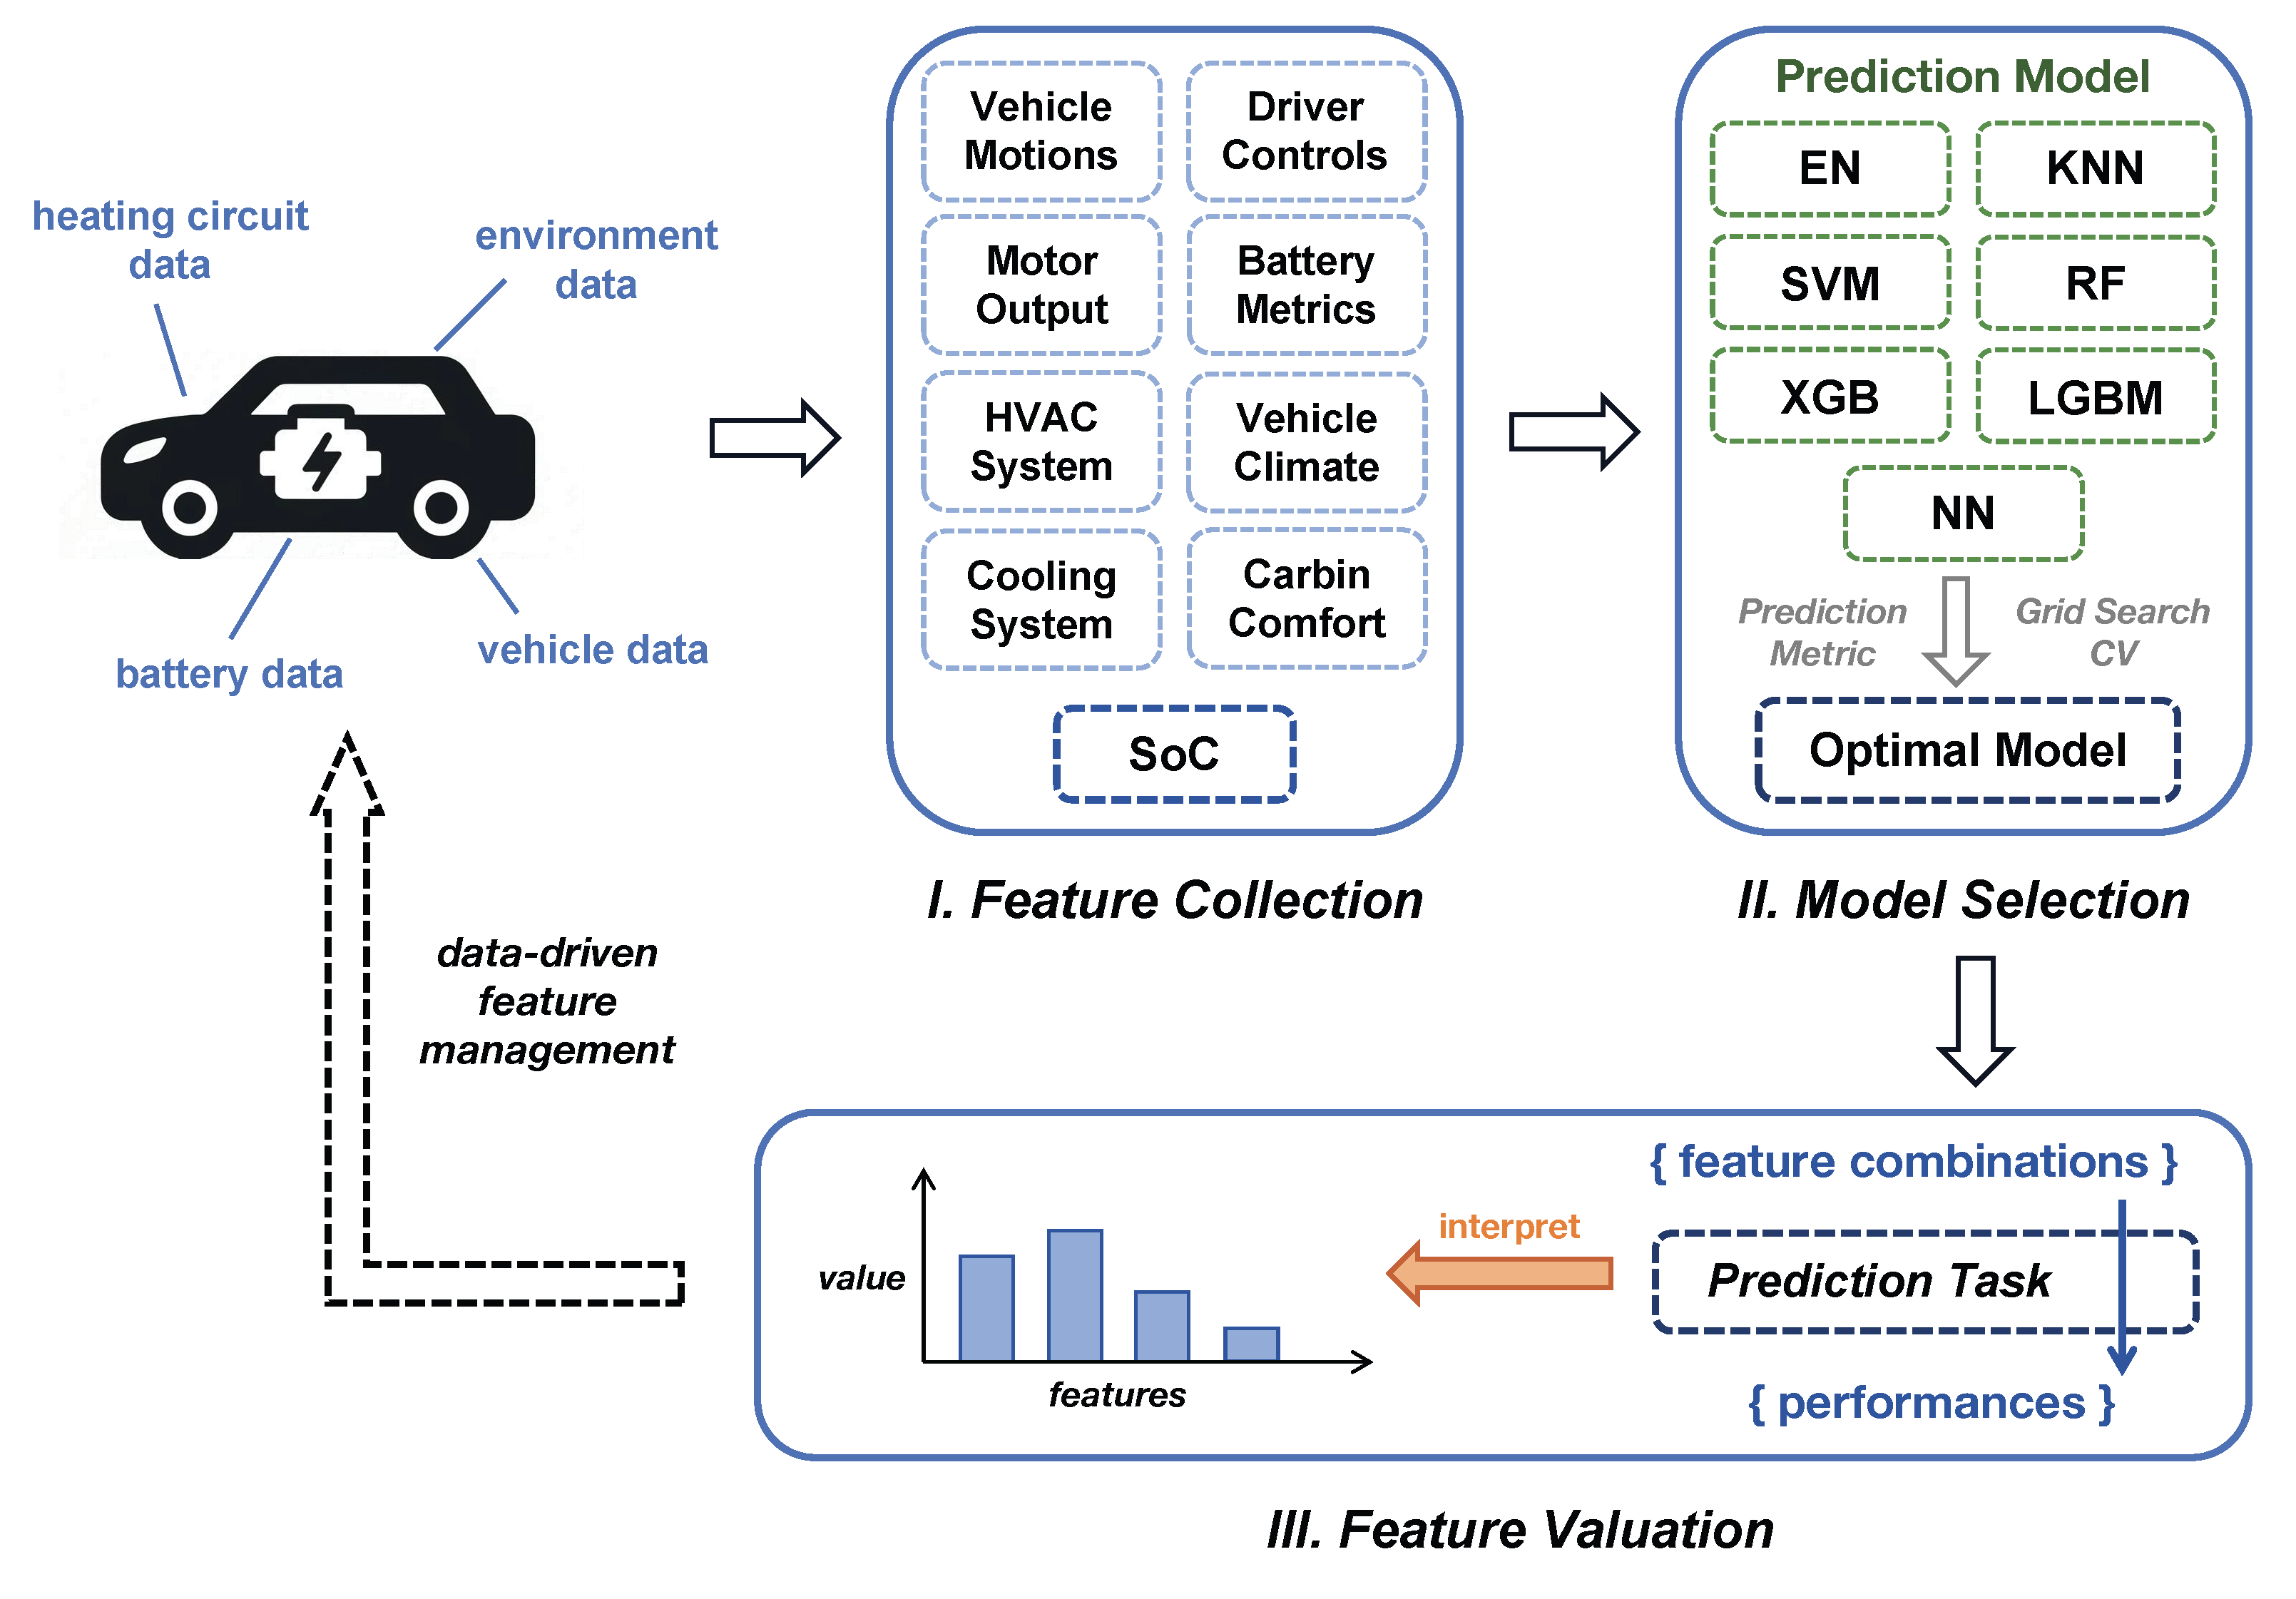 heating circuit
data
environment
data
battery data
vehicle data
Vehicle
Motions
Driver
Controls
Motor
Output
Battery
Metrics
HVAC
System
Vehicle
Climate
Cooling
System
Carbin
Comfort
SoC
I. Feature Collection
Prediction Model
EN
KNN
SVM
RF
XGB
LGBM
NN
Prediction
Metric
Grid Search
CV
Optimal Model
II. Model Selection
data-driven
feature
management
value
features
interpret
{ feature combinations }
Prediction Task
{ performances }
III. Feature Valuation